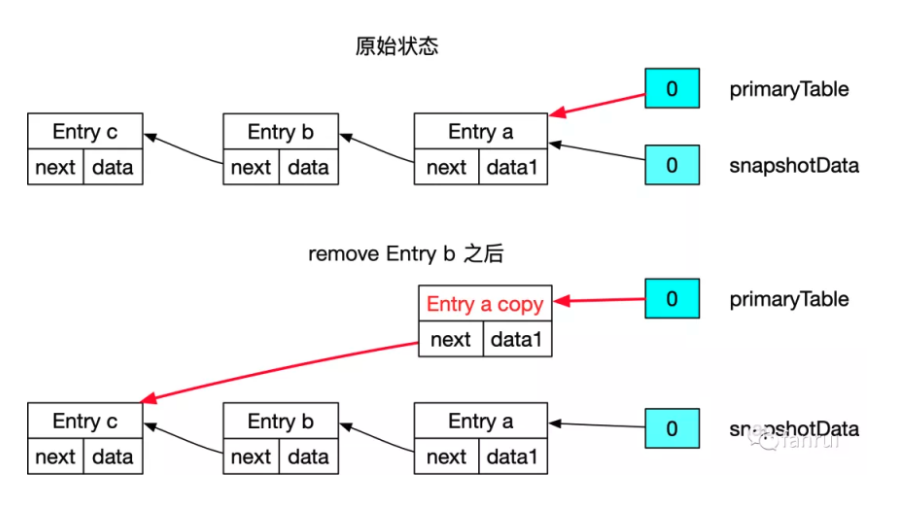 原始状态
0 primaryTable
Entry c Entry b Entry a
next data next data next data1
0 snapshotData
remove Entry b 之后
0 primaryTable
Entry a copy
next data1
Entry c Entry b Entry a
0 snapshotData
next data next data next data1
fanrui